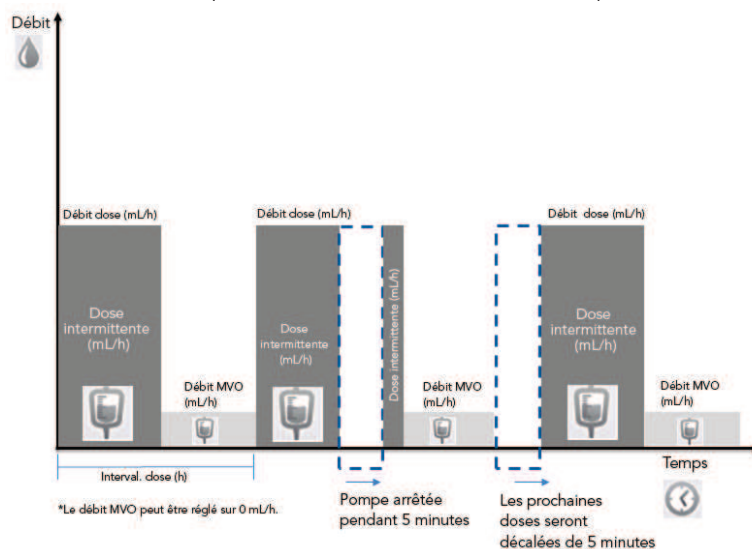 Débit
Débit dose (mL/h)
Débit dose (mL/h)
Débit dose (mL/h)
Dose
intermittente
(mL/h)
Débit MVO
(mL/h)
Dose
intermittente
(mL/h)
Dose intermittente (mL/h)
Débit MVO
(mL/h)
Dose
intermittente
(mL/h)
Débit MVO
(mL/h)
Interval. dose (h)
Temps
*Le débit MVO peut être réglé sur 0 mL/h.
Pompe arrêtée
pendant 5 minutes
Les prochaines
doses seront
décalées de 5 minutes